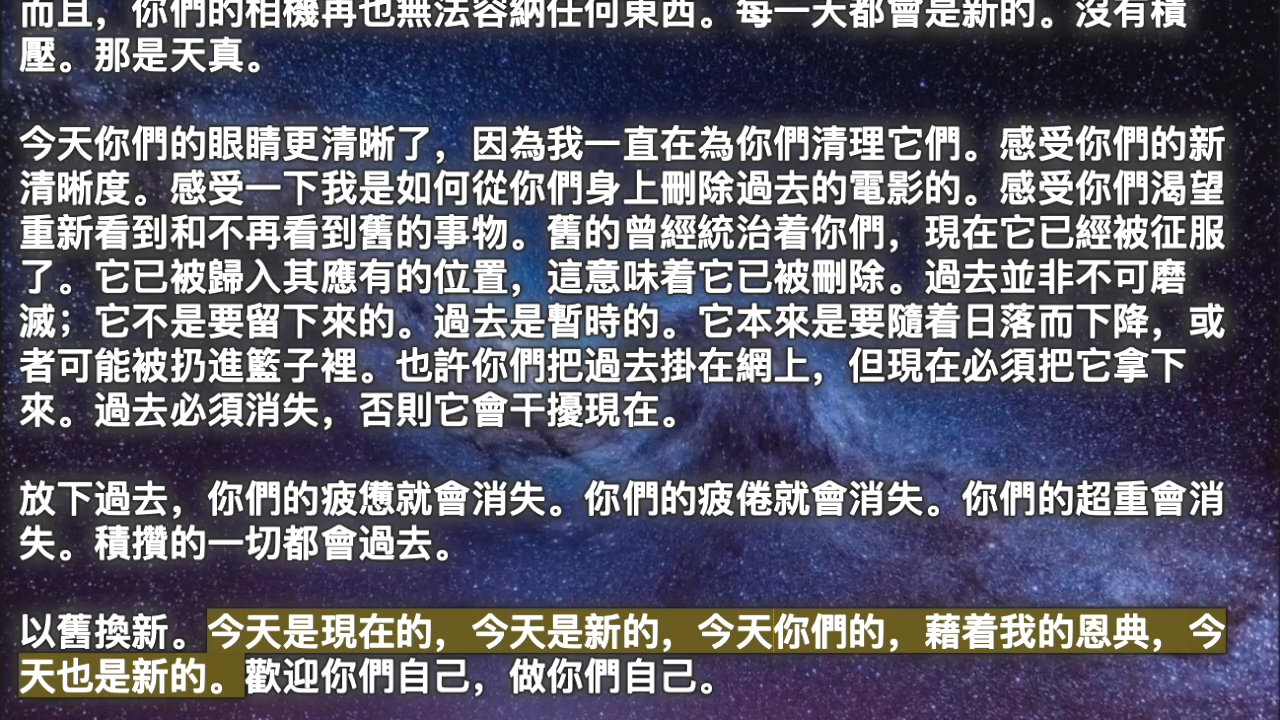 而且，你們的相機再也無法容納任何東西。每一天都會是新的。沒有積
壓。那是天真。
今天你們的眼睛更清晰了，因為我一直在為你們清理它們。感受你們的新
清晰度。感受一下我是如何從你們身上刪除過去的電影的。感受你們渴望
重新看到和不再看到舊的事物。舊的曾經統治着你們，現在它已經被征服
了。它已被歸入其應有的位置，這意味着它已被刪除。過去並非不可磨
滅；它不是要留下來的。過去是暫時的。它本來是要隨着日落而下降，或
者可能被扔進籃子裡。也許你們把過去掛在網上，但現在必須把它拿下
來。過去必須消失，否則它會干擾現在。
放下過去，你們的疲憊就會消失。你們的疲倦就會消失。你們的超重會消
失。積攢的一切都會過去。
以舊換新。今天是現在的，今天是新的，今天你們的，藉着我的恩典，今
天也是新的。歡迎你們自己，做你們自己。